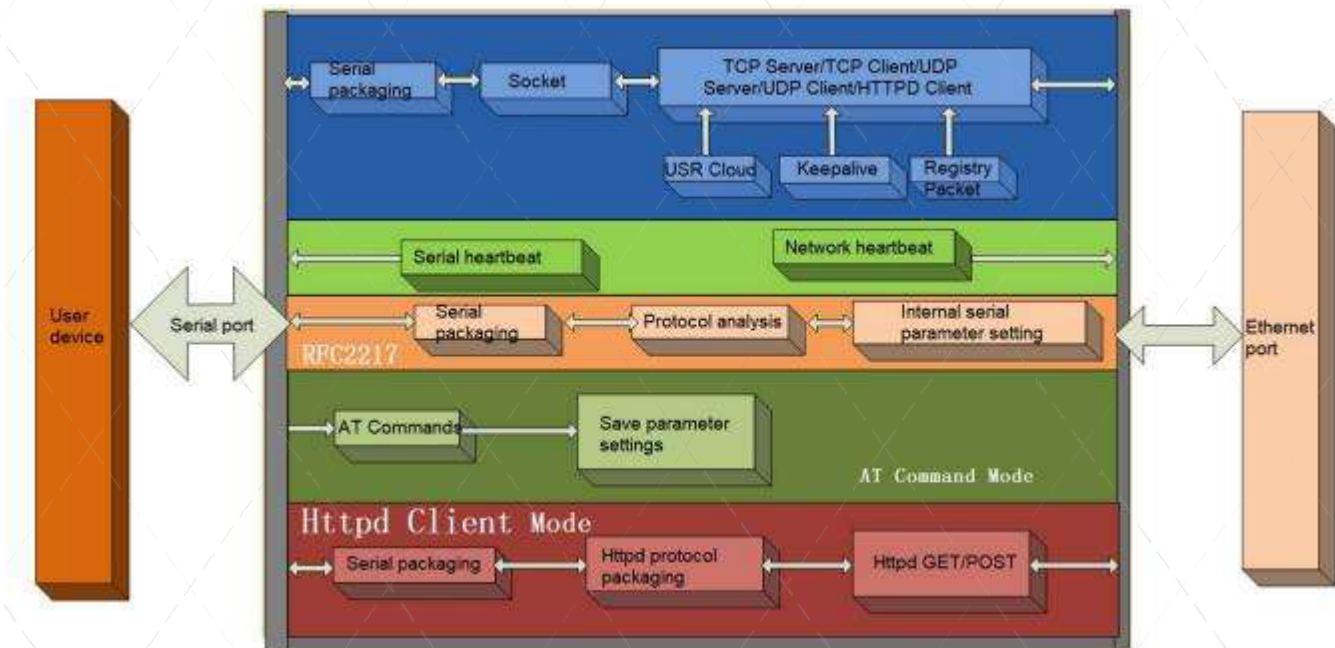 User
device
Serial port
Serial
packaging
Socket
TCP Server/TCP Client/UDP
Server/UDP Client/HTTPD Client
USR Cloud
Keepalive
Registry
Packet
Serial heartbeat
Network heartbeat
Serial
packaging
Protocol analysis
Internal serial
parameter setting
RFC2217
AT Commands
Save parameter
settings
AT Command Mode
Httpd Client Mode
Serial packaging
Httpd protocol
packaging
Httpd GET/POST
Ethernet
port